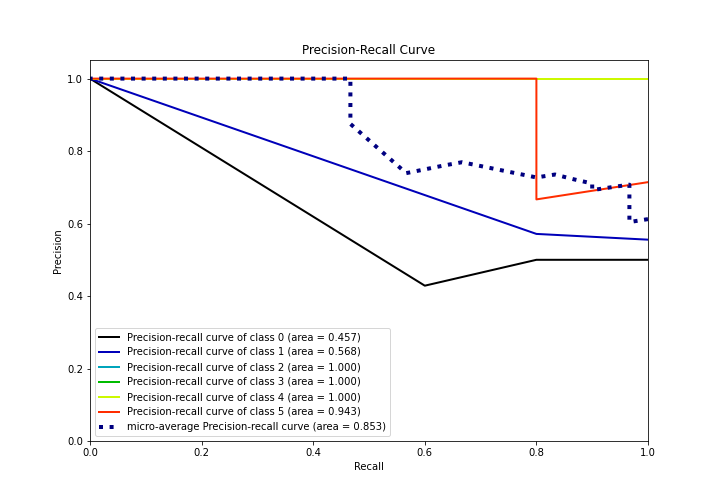 Precision-Recall Curve
1.0
0.8
0.6
0.4
0.2
0.0
Precision
Precision-recall curve of class 0 (area = 0.457)
Precision-recall curve of class 1 (area = 0.568)
Precision-recall curve of class 2 (area = 1.000)
Precision-recall curve of class 3 (area = 1.000)
Precision-recall curve of class 4 (area = 1.000)
Precision-recall curve of class 5 (area = 0.943)
micro-average Precision-recall curve (area = 0.853)
0.0 0.2 0.4 0.6 0.8 1.0
Recall